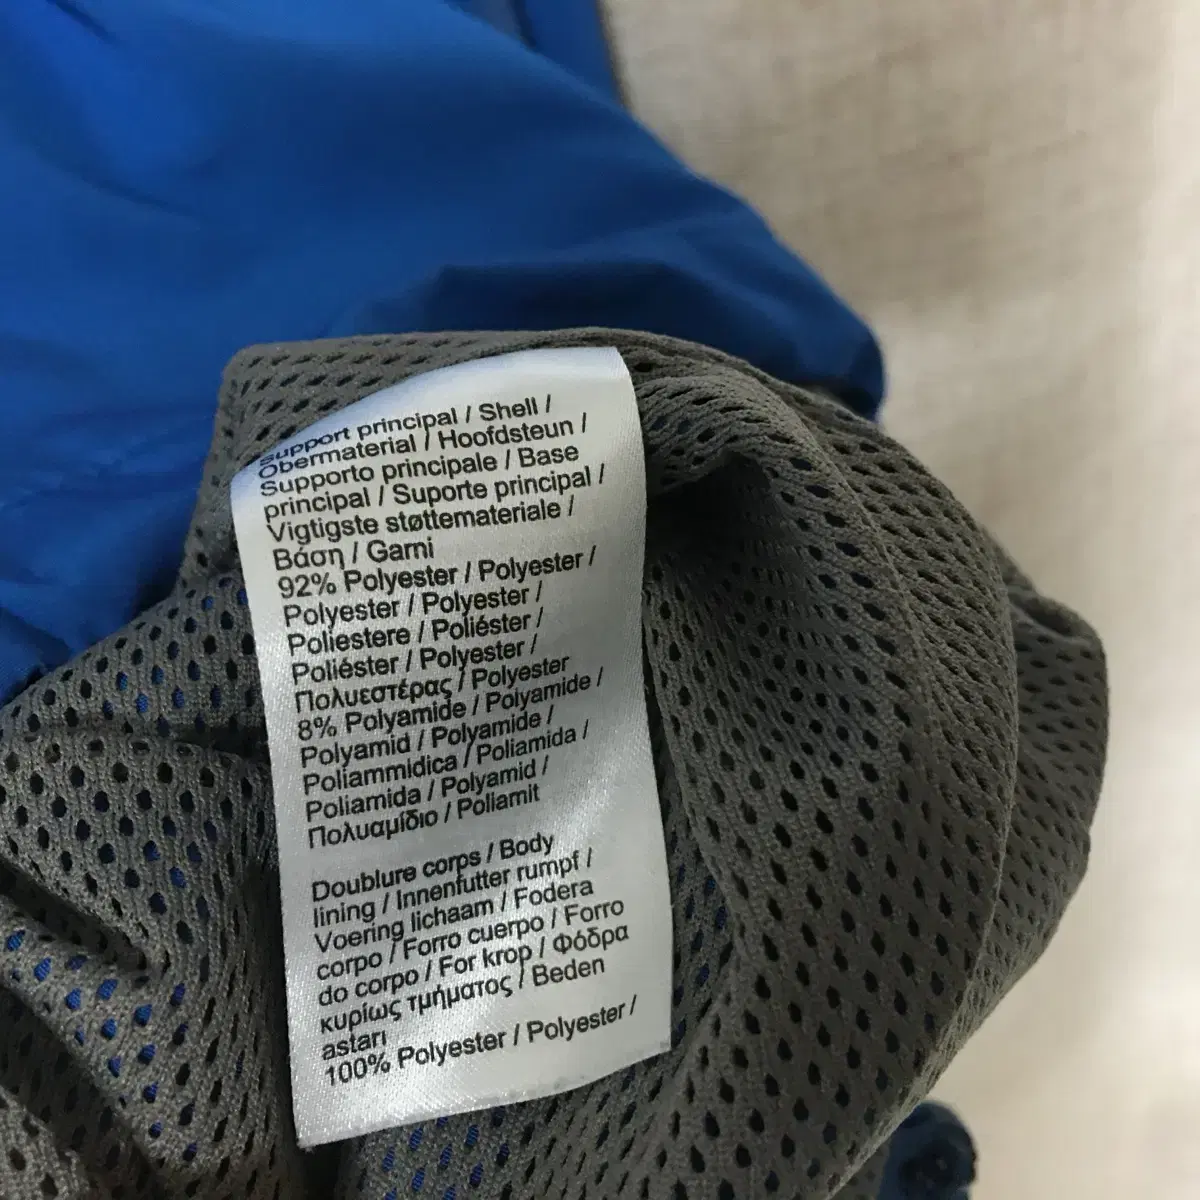 Support principal / Shell /
Obermaterial / Hoofdsteun /
Supporto principale / Base
principal / Suporte principal /
Vigtigste støttemateriale /
Βάση / Garni
92% Polyester / Polyester /
Polyester / Polyester /
Poliestere / Poliéster /
Poliéster / Polyester /
Πολυεστέρας / Polyester
8% Polyamide / Polyamide /
Polyamid / Polyamide /
Poliammidica / Poliamida /
Poliamida / Polyamid /
Πολυαμίδιο / Poliamit
Doublure corps / Body
lining / Innenfutter rumpf /
Voering lichaam / Fodera
corpo / Forro cuerpo / Forro
do corpo / For krop / Φόδρα
κυρίως τμήματος / Beden
astarı
100% Polyester / Polyester /